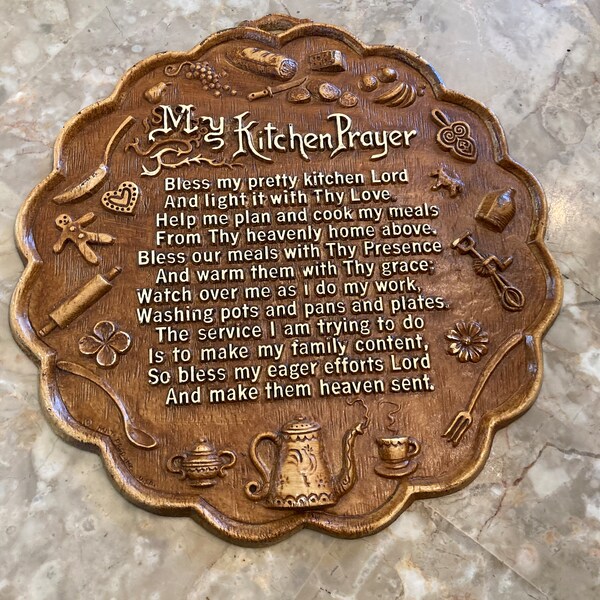 My Kitchen Prayer
Bless my pretty kitchen Lord
And light it with Thy Love
Help me plan and cook my meals
From Thy heavenly home above.
Bless our meals with Thy Presence
And warm them with Thy grace;
Watch over me as I do my work,
Washing pots and pans and plates.
The service I am trying to do
Is to make my family content,
So bless my eager efforts Lord
And make them heaven sent.